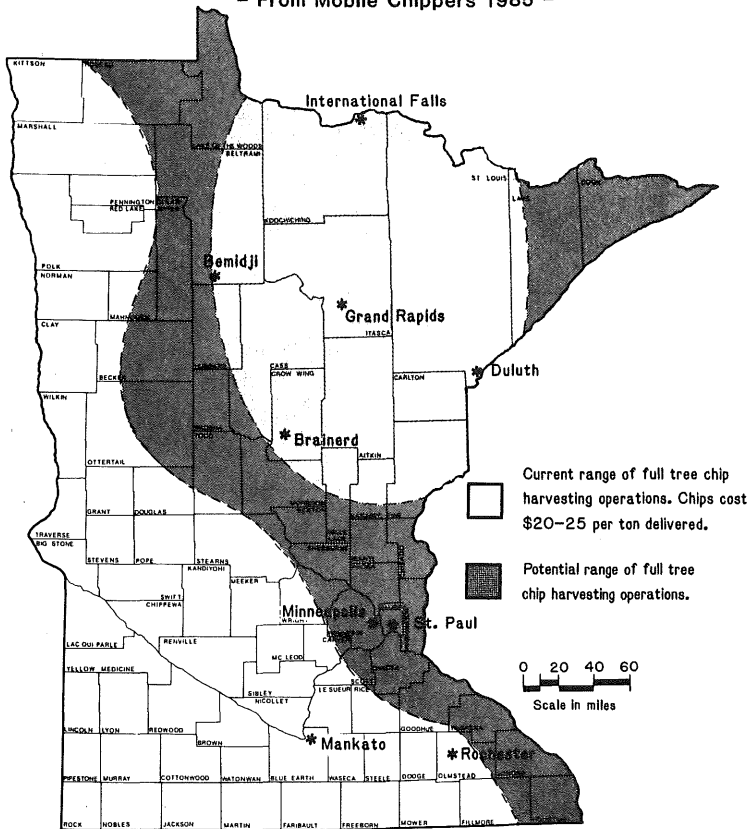 - From Mobile Chippers 1985 -
KITTSON
MARSHALL
International Falls
LAKE OF THE WOODS
BELTRAMI
ST LOUIS
LAKE
COOK
PENNINGTON
RED LAKE
KOOCHICHING
POLK
NORMAN
Bemidji
Grand Rapids
ITASCA
CLAY
MAHNOMEN
BECKER
HUBBARD
CASS
CROW WING
CARLTON
Duluth
WILKIN
Brainerd
AITKIN
OTTERTAIL
TODD
Current range of full tree chip
harvesting operations. Chips cost
$20-25 per ton delivered.
GRANT
DOUGLAS
MORRISON
TRAVERSE
BIG STONE
STEVENS
POPE
STEARNS
KANDIYOHI
MEEKER
Potential range of full tree
chip harvesting operations.
SWIFT
CHIPPEWA
WRIGHT
Minneapolis
St. Paul
LAC QUI PARLE
RENVILLE
MC LEOD
YELLOW MEDICINE
SIBLEY
NICOLLET
SCOTT
LE SUEUR
RICE
0 20 40 60
Scale in miles
LINCOLN
LYON
REDWOOD
BROWN
Mankato
GOODHUE
Rochester
PIPESTONE
MURRAY
COTTONWOOD
WATONWAN
BLUE EARTH
WASECA
STEELE
DODGE
OLMSTEAD
ROCK
NOBLES
JACKSON
MARTIN
FARIBAULT
FREEBORN
MOWER
FILLMORE